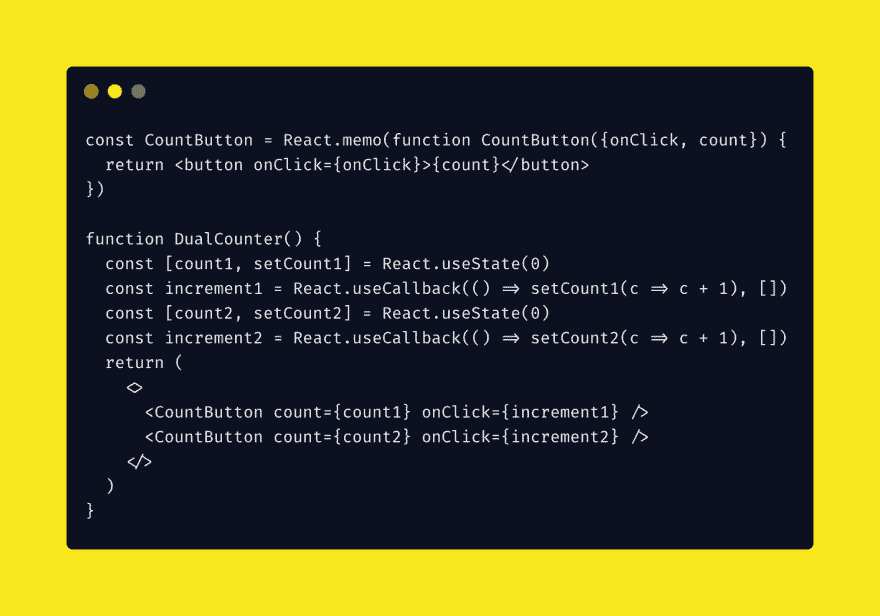 const CountButton = React.memo(function CountButton({onClick, count}) {
  return <button onClick={onClick}>{count}</button>
})

function DualCounter() {
  const [count1, setCount1] = React.useState(0)
  const increment1 = React.useCallback(() => setCount1(c => c + 1), [])
  const [count2, setCount2] = React.useState(0)
  const increment2 = React.useCallback(() => setCount2(c => c + 1), [])
  return (
    <>
      <CountButton count={count1} onClick={increment1} />
      <CountButton count={count2} onClick={increment2} />
    </>
  )
}